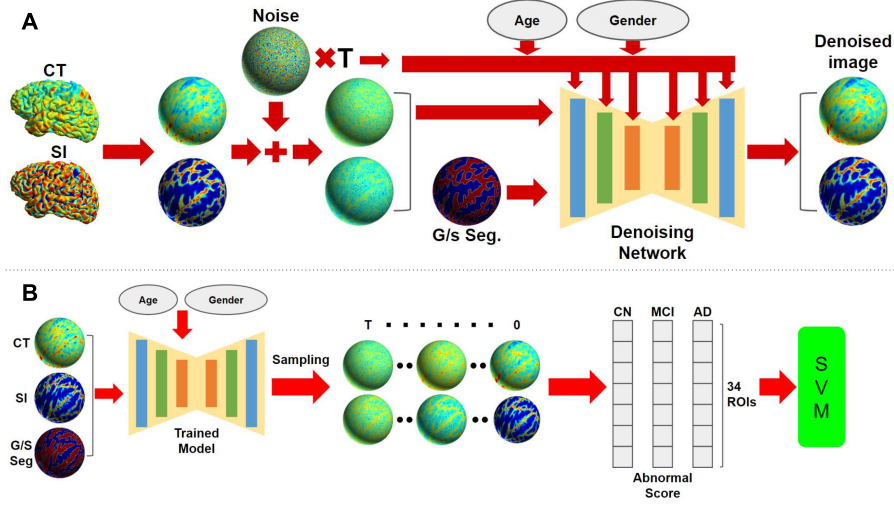 A
Noise
Age
Gender
Denoised
image
CT
T
SI
G/s Seg.
Denoising
Network
B
Age
Gender
CT
SI
G/S
Seg
Trained
Model
Sampling
T . . . . . . . 0
CN MCI AD
34
ROIs
Abnormal
Score
S
V
M